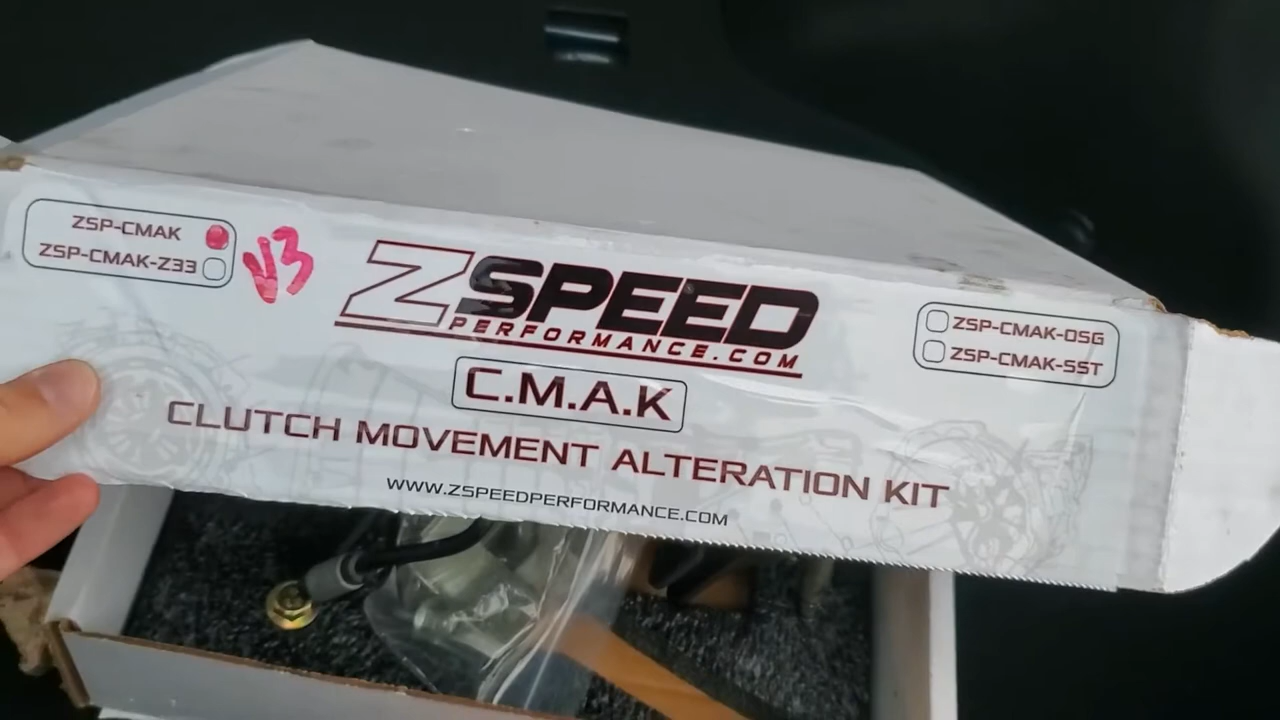 ZSP-CMAK
ZSP-CMAK-Z33
V3
ZSPEED
PERFORMANCE.COM
ZSP-CMAK-OSG
ZSP-CMAK-SST
C.M.A.K
CLUTCH MOVEMENT ALTERATION KIT
WWW.ZSPEEDPERFORMANCE.COM